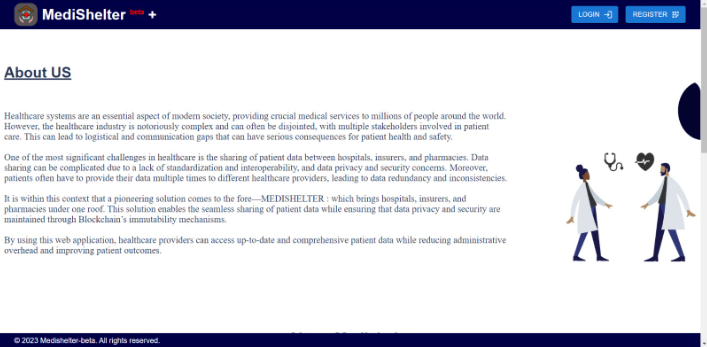 MediShelter beta +
LOGIN
REGISTER
About US
Healthcare systems are an essential aspect of modern society, providing crucial medical services to millions of people around the world.
However, the healthcare industry is notoriously complex and can often be disjointed, with multiple stakeholders involved in patient
care. This can lead to logistical and communication gaps that can have serious consequences for patient health and safety.
One of the most significant challenges in healthcare is the sharing of patient data between hospitals, insurers, and pharmacies. Data
sharing can be complicated due to a lack of standardization and interoperability, and data privacy and security concerns. Moreover,
patients often have to provide their data multiple times to different healthcare providers, leading to data redundancy and inconsistencies.
It is within this context that a pioneering solution comes to the fore—MEDISHELTER : which brings hospitals, insurers, and
pharmacies under one roof. This solution enables the seamless sharing of patient data while ensuring that data privacy and security are
maintained through Blockchain's immutability mechanisms.
By using this web application, healthcare providers can access up-to-date and comprehensive patient data while reducing administrative
overhead and improving patient outcomes.
© 2023 Medishelter-beta. All rights reserved.